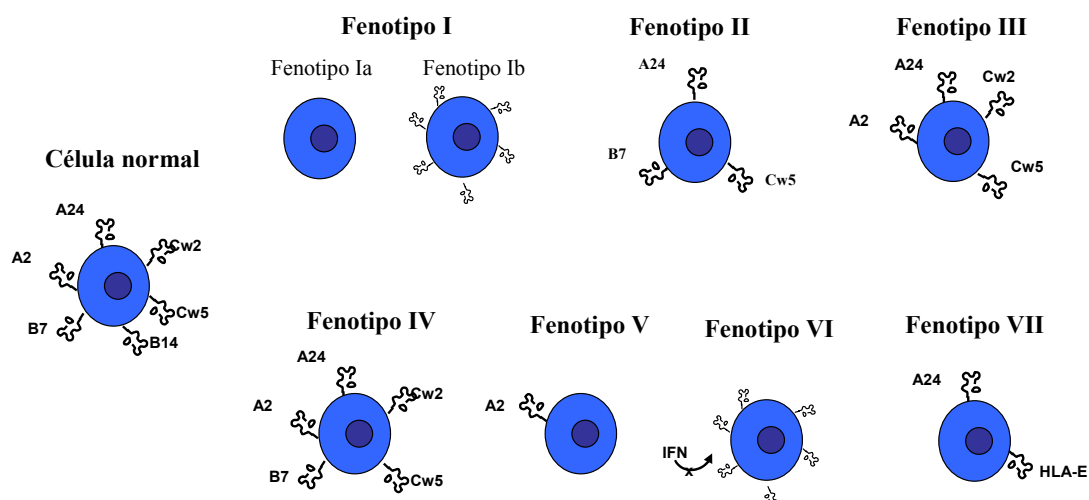 Fenotipo I
Fenotipo Ia
Fenotipo Ib
Fenotipo II
A24
B7
Cw5
Fenotipo III
A24
Cw2
A2
Cw5
Célula normal
A24
Cw2
A2
Cw5
B7
B14
Fenotipo IV
A24
Cw2
A2
B7
Cw5
Fenotipo V
A2
Fenotipo VI
IFN
x
Fenotipo VII
A24
HLA-E